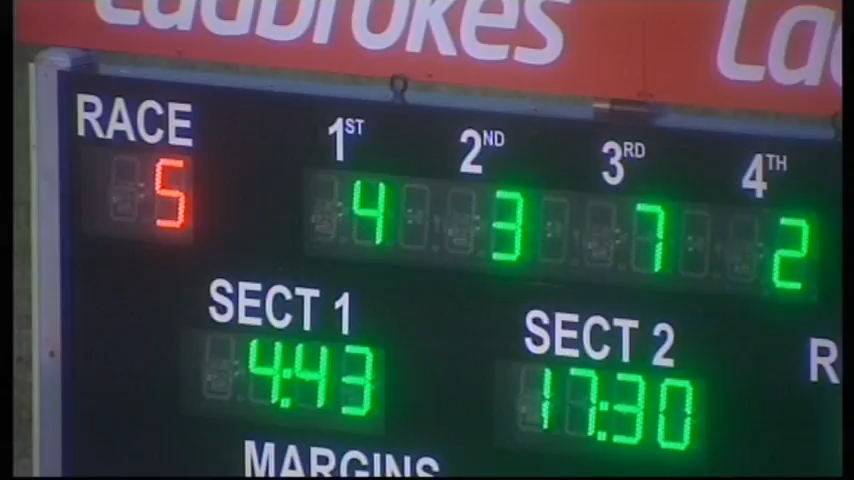 Ladbrokes La
RACE 1ST 2ND 3RD 4TH
5 4 3 7 2
SECT 1 SECT 2 R
4:43 17:30
MARGINS